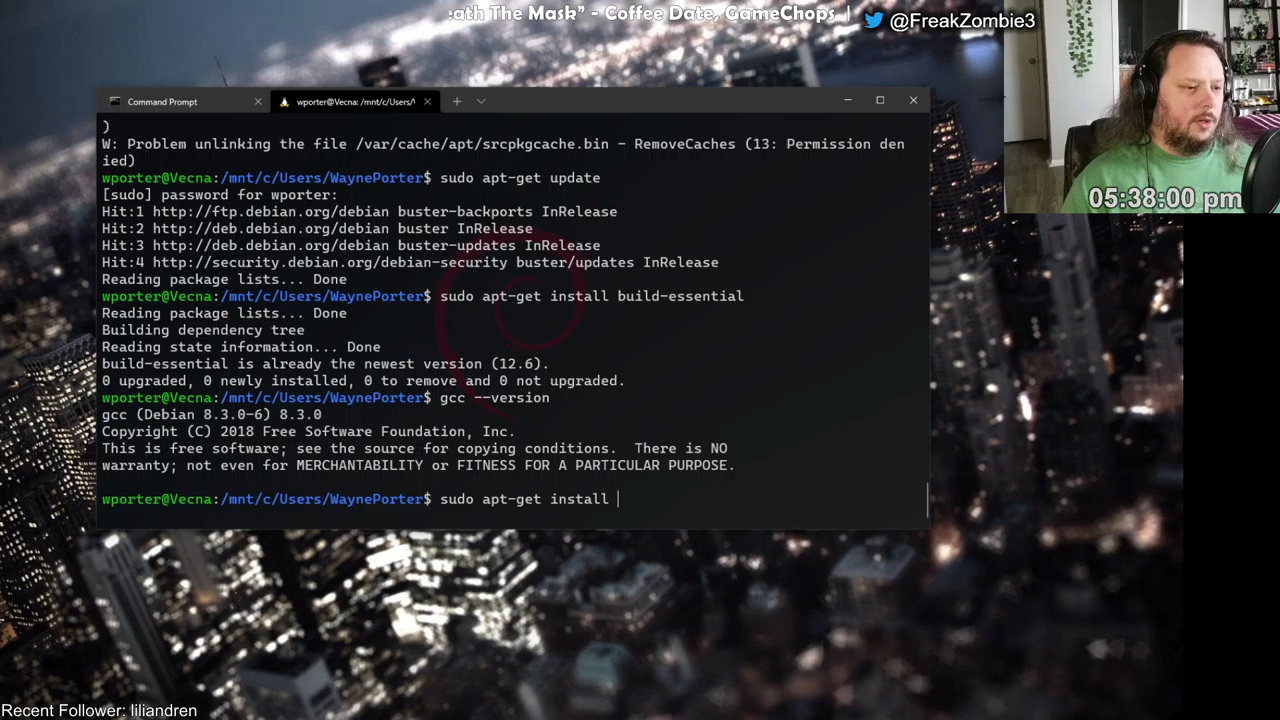 eath The Mask" - Coffee Date, GameChops |
@FreakZombie3
Command Prompt
wporter@Vecna: /mnt/c/Users/\
)
W: Problem unlinking the file /var/cache/apt/srcpkgcache.bin - RemoveCaches (13: Permission den
ied)
wporter@Vecna:/mnt/c/Users/WaynePorter$ sudo apt-get update
[sudo] password for wporter:
Hit:1 http://ftp.debian.org/debian buster-backports InRelease
Hit:2 http://deb.debian.org/debian buster InRelease
Hit:3 http://deb.debian.org/debian buster-updates InRelease
Hit:4 http://security.debian.org/debian-security buster/updates InRelease
Reading package lists... Done
wporter@Vecna:/mnt/c/Users/WaynePorter$ sudo apt-get install build-essential
Reading package lists... Done
Building dependency tree
Reading state information... Done
build-essential is already the newest version (12.6).
0 upgraded, 0 newly installed, 0 to remove and 0 not upgraded.
wporter@Vecna:/mnt/c/Users/WaynePorter$ gcc --version
gcc (Debian 8.3.0-6) 8.3.0
Copyright (C) 2018 Free Software Foundation, Inc.
This is free software; see the source for copying conditions.  There is NO
warranty; not even for MERCHANTABILITY or FITNESS FOR A PARTICULAR PURPOSE.
wporter@Vecna:/mnt/c/Users/WaynePorter$ sudo apt-get install
05:38:00 pm
Recent Follower: liliandren